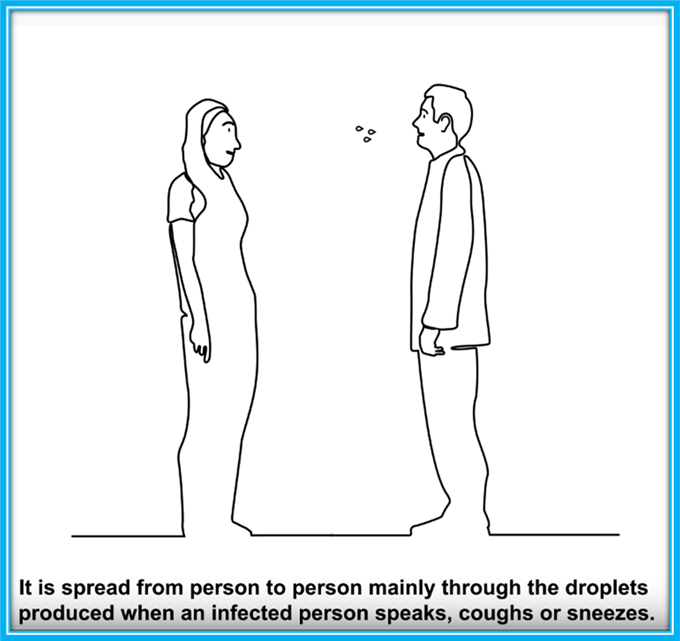 It is spread from person to person mainly through the droplets
produced when an infected person speaks, coughs or sneezes.